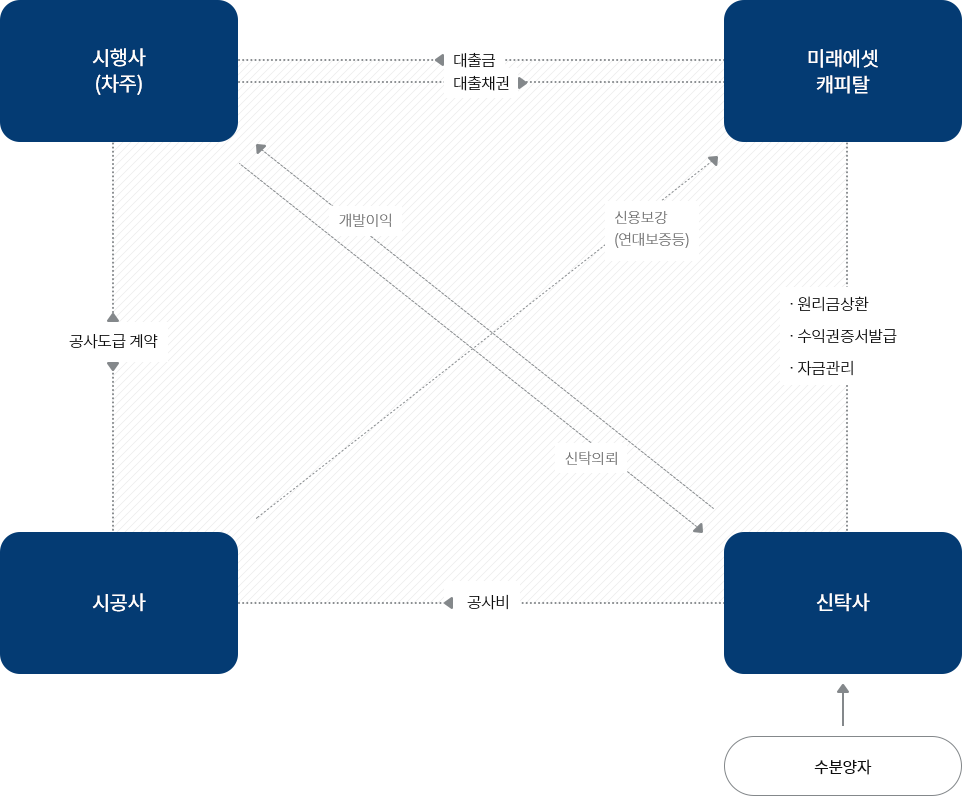 시행사
(차주)
대출금
대출채권
미래에셋
캐피탈
개발이익
신용보강
(연대보증등)
· 원리금상환
· 수익권증서발급
· 자금관리
공사도급 계약
신탁의뢰
시공사
공사비
신탁사
수분양자